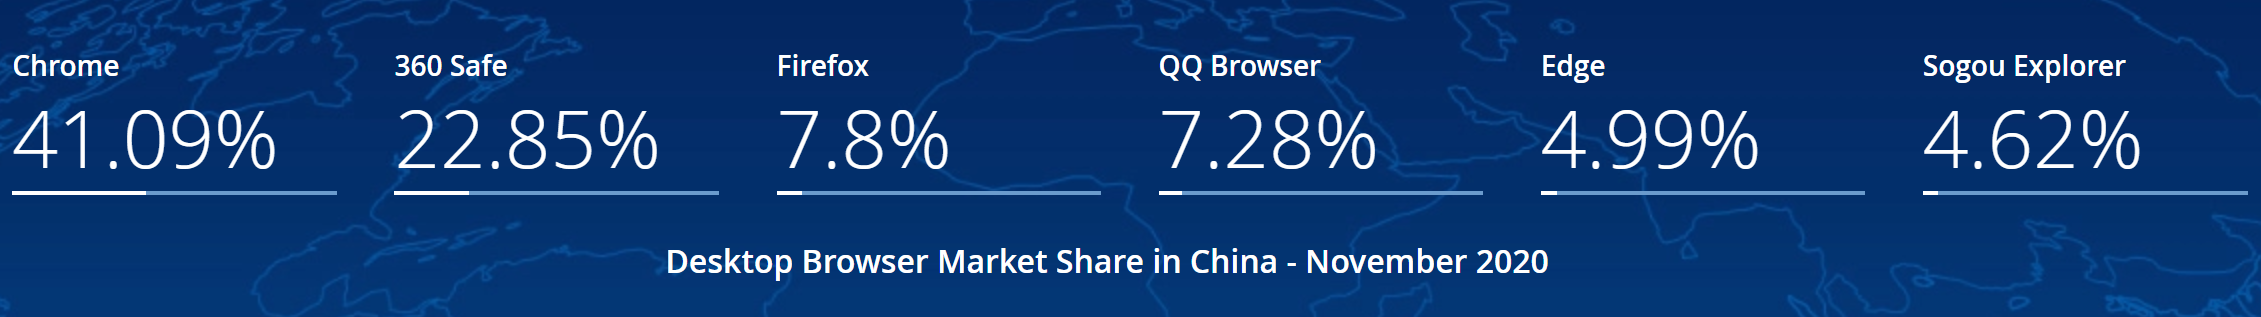 Chrome 360 Safe Firefox QQ Browser Edge Sogou Explorer
41.09% 22.85% 7.8% 7.28% 4.99% 4.62%
Desktop Browser Market Share in China - November 2020